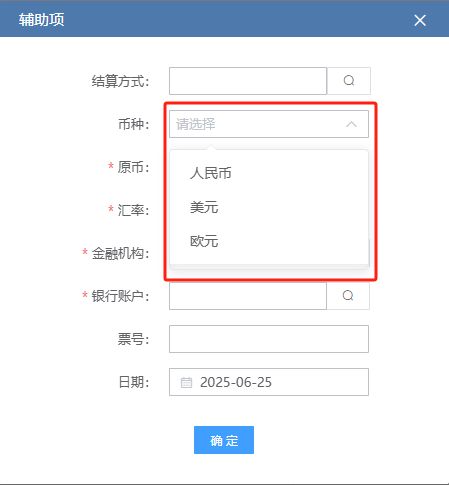 辅助项
结算方式:
币种: 请选择
人民币
* 原币:
美元
* 汇率:
欧元
* 金融机构:
* 银行账户:
票号:
日期: 2025-06-25
确 定